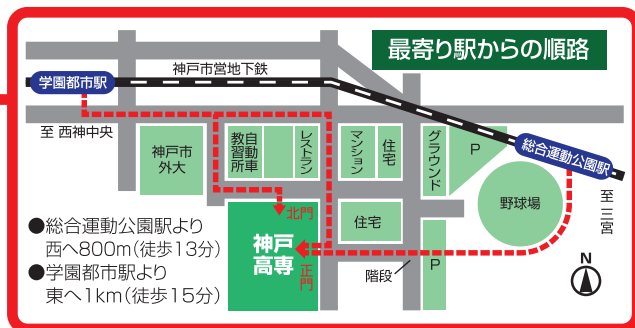 最寄り駅からの順路
神戸市営地下鉄
学園都市駅
至 西神中央
神戸市
外大
自動車
教習所
レストラン
マンション
住宅
グラウンド
P
総合運動公園駅
至 三宮
野球場
北門
住宅
神戸
高専
正門
階段
P
N
●総合運動公園駅より
西へ800m(徒歩13分)
●学園都市駅より
東へ1km(徒歩15分)